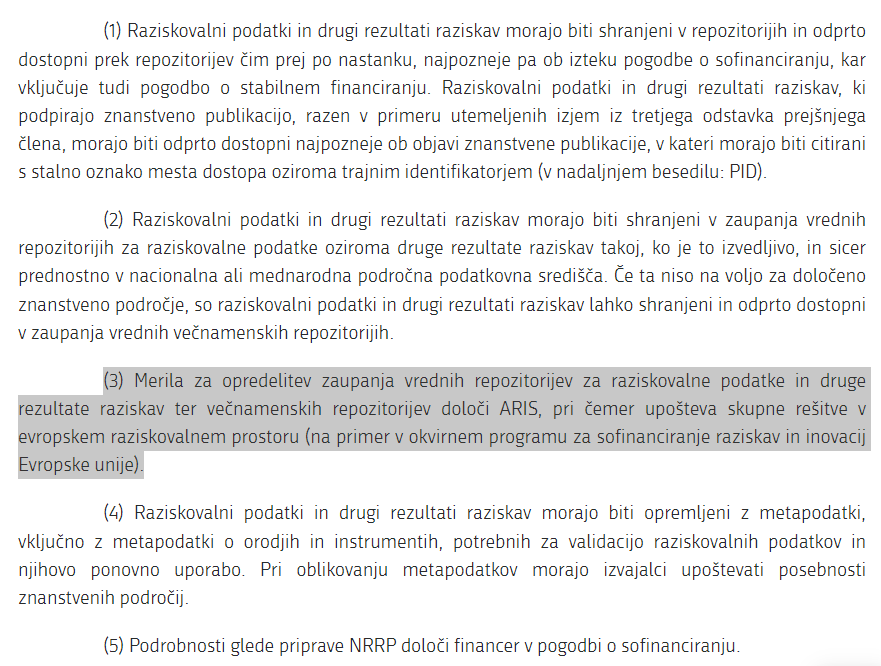 (1) Raziskovalni podatki in drugi rezultati raziskav morajo biti shranjeni v repozitorijih in odprto
dostopni prek repozitorijev čim prej po nastanku, najpozneje pa ob izteku pogodbe o sofinanciranju, kar
vključuje tudi pogodbo o stabilnem financiranju. Raziskovalni podatki in drugi rezultati raziskav, ki
podpirajo znanstveno publikacijo, razen v primeru utemeljenih izjem iz tretjega odstavka prejšnjega
člena, morajo biti odprto dostopni najpozneje ob objavi znanstvene publikacije, v kateri morajo biti citirani
s stalno oznako mesta dostopa oziroma trajnim identifikatorjem (v nadaljnjem besedilu: PID).
(2) Raziskovalni podatki in drugi rezultati raziskav morajo biti shranjeni v zaupanja vrednih
repozitorijih za raziskovalne podatke oziroma druge rezultate raziskav takoj, ko je to izvedljivo, in sicer
prednostno v nacionalna ali mednarodna področna podatkovna središča. Če ta niso na voljo za določeno
znanstveno področje, so raziskovalni podatki in drugi rezultati raziskav lahko shranjeni in odprto dostopni
v zaupanja vrednih večnamenskih repozitorijih.
(3) Merila za opredelitev zaupanja vrednih repozitorijev za raziskovalne podatke in druge
rezultate raziskav ter večnamenskih repozitorijev določi ARIS, pri čemer upošteva skupne rešitve v
evropskem raziskovalnem prostoru (na primer v okvirnem programu za sofinanciranje raziskav in inovacij
Evropske unije).
(4) Raziskovalni podatki in drugi rezultati raziskav morajo biti opremljeni z metapodatki,
vključno z metapodatki o orodjih in instrumentih, potrebnih za validacijo raziskovalnih podatkov in
njihovo ponovno uporabo. Pri oblikovanju metapodatkov morajo izvajalci upoštevati posebnosti
znanstvenih področij.
(5) Podrobnosti glede priprave NRRP določi financer v pogodbi o sofinanciranju.